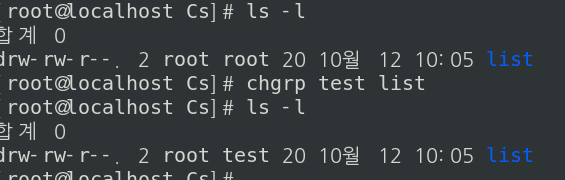 [root@localhost Cs]# ls -l
합계 0
drw-rw-r--. 2 root root 20 10월 12 10:05 list
[root@localhost Cs]# chgrp test list
[root@localhost Cs]# ls -l
합계 0
drw-rw-r--. 2 root test 20 10월 12 10:05 list
[root@localhost Cs]#